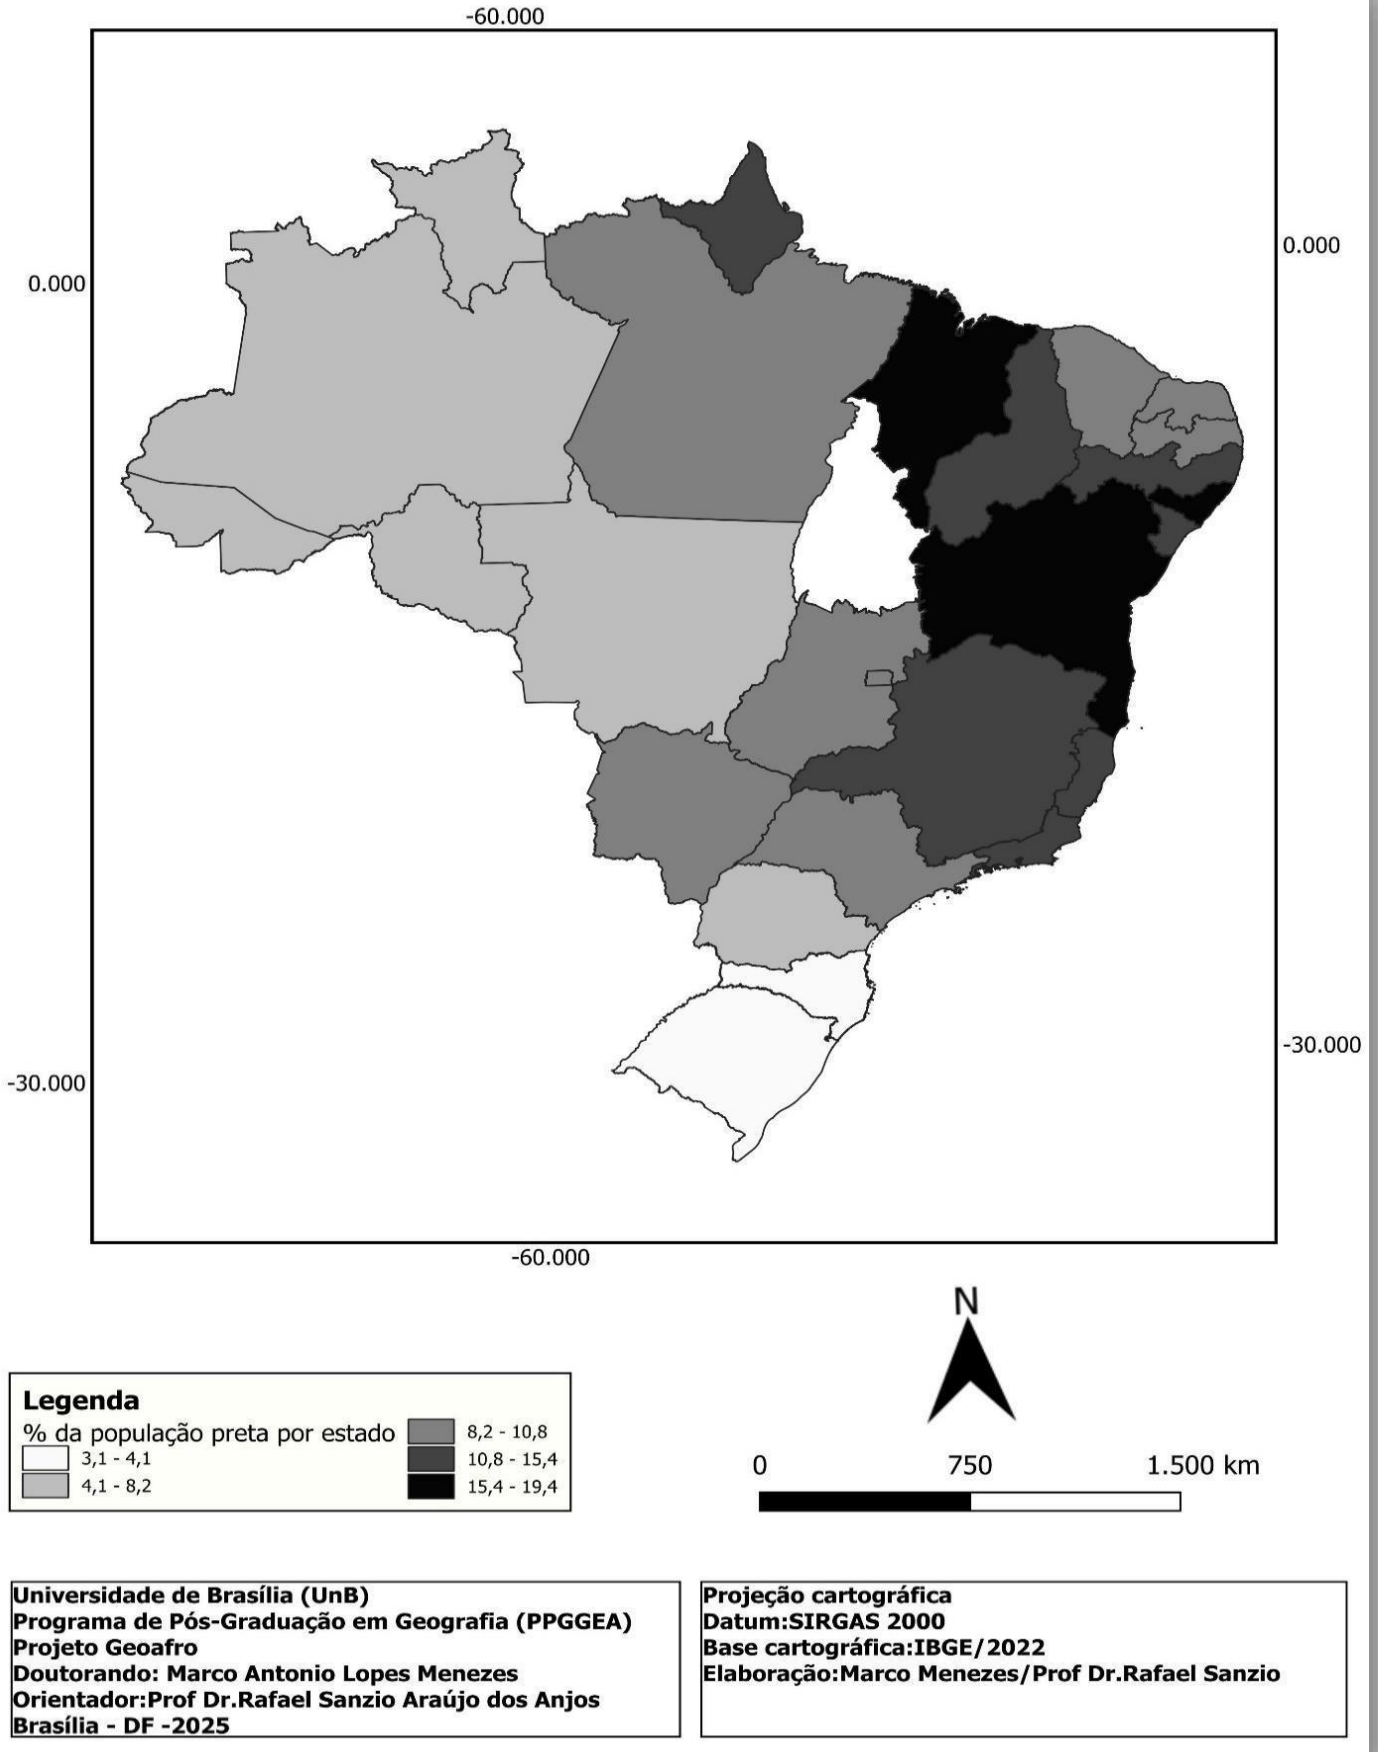 -60.000
0.000
0.000
-30.000
-30.000
-60.000
N
Legenda
% da população preta por estado
3,1 - 4,1
4,1 - 8,2
8,2 - 10,8
10,8 - 15,4
15,4 - 19,4
0 750 1.500 km
Universidade de Brasília (UnB)
Programa de Pós-Graduação em Geografia (PPGGEA)
Projeto Geoafro
Doutorando: Marco Antonio Lopes Menezes
Orientador:Prof Dr.Rafael Sanzio Araújo dos Anjos
Brasília - DF -2025
Projeção cartográfica
Datum:SIRGAS 2000
Base cartográfica:IBGE/2022
Elaboração:Marco Menezes/Prof Dr.Rafael Sanzio